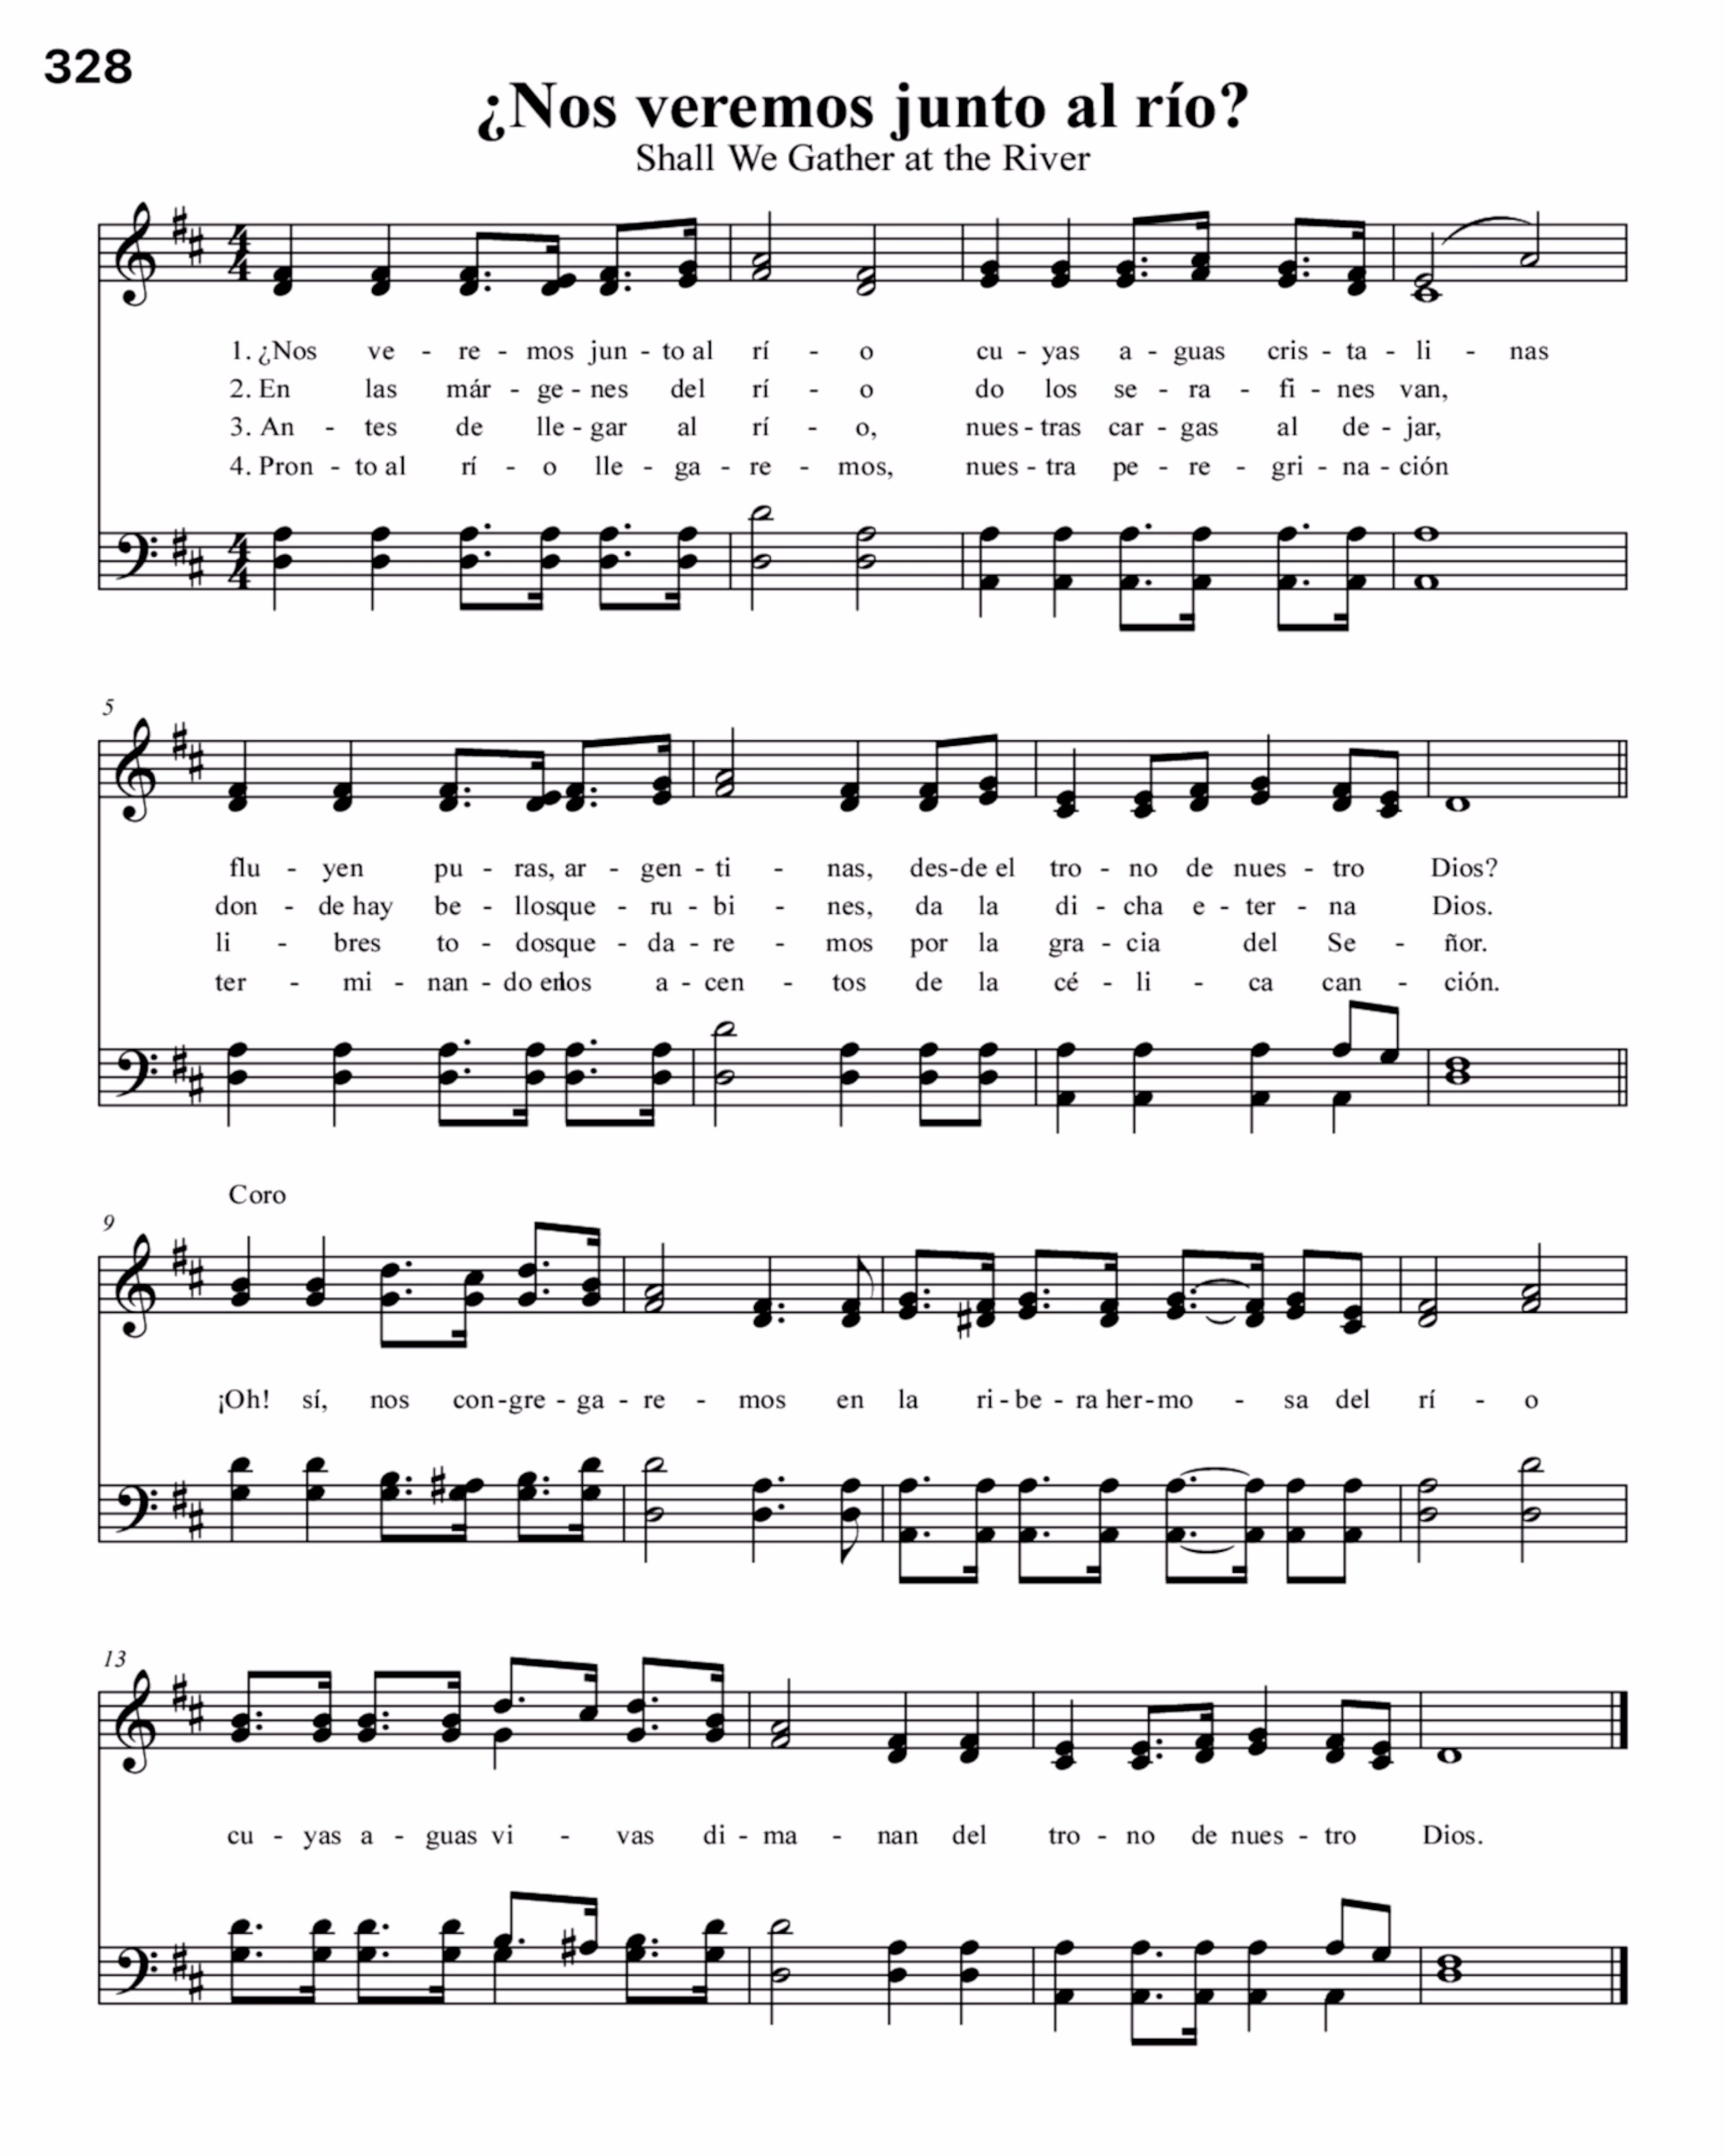 328
¿Nos veremos junto al río?
Shall We Gather at the River
4 4
1. ¿Nos ve - re - mos jun - to al rí - o cu - yas a - guas cris - ta - li - nas
2. En las már - ge - nes del rí - o do los se - ra - fi - nes van,
3. An - tes de lle - gar al rí - o, nues - tras car - gas al de - jar,
4. Pron - to al rí - o lle - ga - re - mos, nues - tra pe - re - gri - na - ción
4 4
5
flu - yen pu - ras, ar - gen - ti - nas, des-de el tro - no de nues - tro Dios?
don - de hay be - llosque - ru - bi - nes, da la di - cha e - ter - na Dios.
li - bres to - dosque - da - re - mos por la gra - cia del Se - ñor.
ter - mi - nan - do enlos a - cen - tos de la cé - li - ca can - ción.
Coro
9
¡Oh! sí, nos con-gre - ga - re - mos en la ri - be - ra her-mo - sa del rí - o
13
cu - yas a - guas vi - vas di - ma - nan del tro - no de nues - tro Dios.